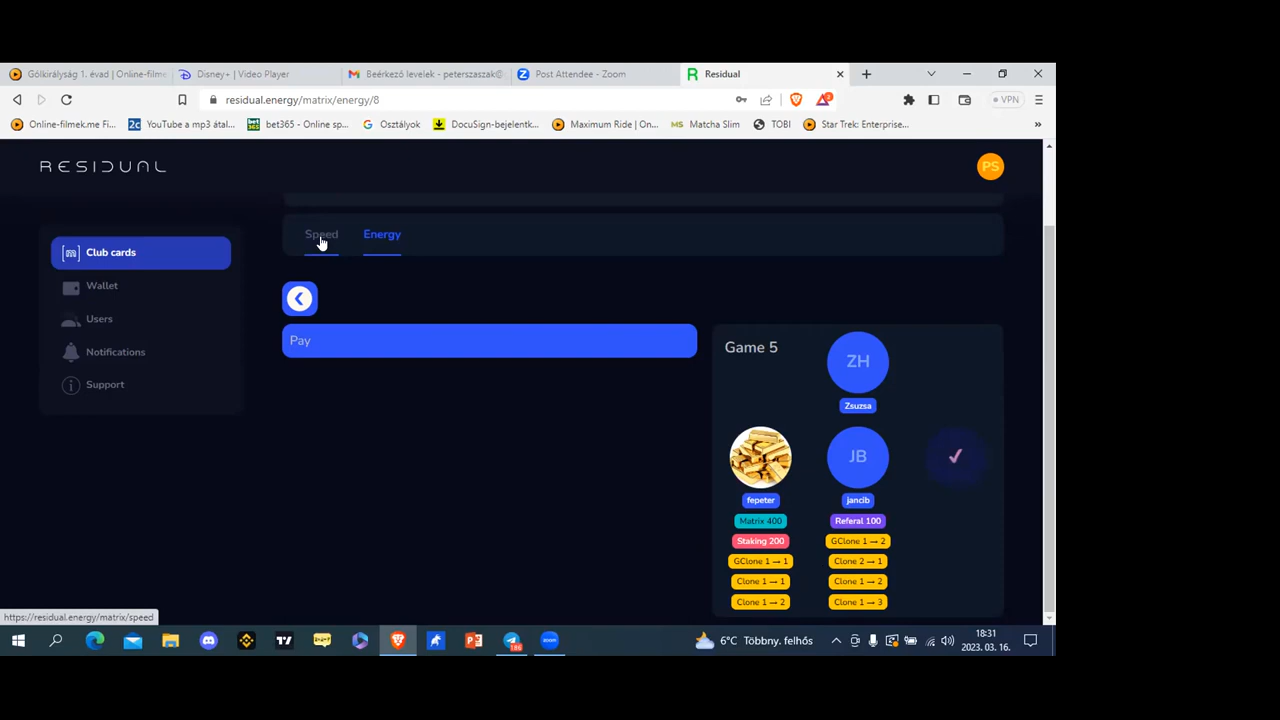 Gólkirályság 1. évad | Online-filme
Disney+ | Video Player
Beérkező levelek - peterszaszak@
Post Attendee - Zoom
Residual
residual.energy/matrix/energy/8
VPN
Online-filmek.me Fi...
YouTube a mp3 átal...
bet365 - Online sp...
Osztályok
DocuSign-bejelentk...
Maximum Ride | On...
MS Matcha Slim
TOBI
Star Trek: Enterprise...
»
RESIDUAL
PS
Speed
Energy
Club cards
Wallet
Users
Notifications
Support
Pay
Game 5
ZH
Zsuzsa
JB
fepeter
jancib
Matrix 400
Referal 100
Staking 200
GClone 1 → 2
GClone 1 → 1
Clone 2 → 1
Clone 1 → 1
Clone 1 → 2
Clone 1 → 2
Clone 1 → 3
https://residual.energy/matrix/speed
6°C Többny. felhős
18:31
2023. 03. 16.